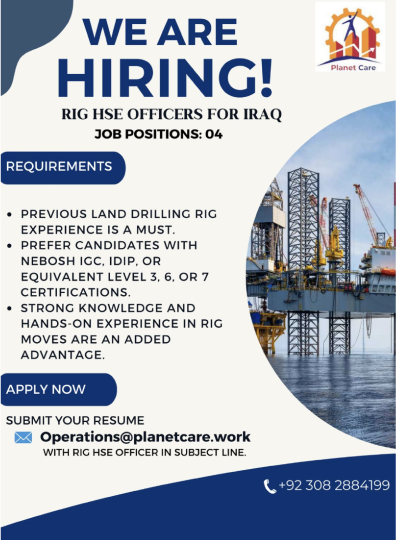 WE ARE
HIRING!
Planet Care
RIG HSE OFFICERS FOR IRAQ
JOB POSITIONS: 04
REQUIREMENTS
• PREVIOUS LAND DRILLING RIG
EXPERIENCE IS A MUST.
• PREFER CANDIDATES WITH
NEBOSH IGC, IDIP, OR
EQUIVALENT LEVEL 3, 6, OR 7
CERTIFICATIONS.
• STRONG KNOWLEDGE AND
HANDS-ON EXPERIENCE IN RIG
MOVES ARE AN ADDED
ADVANTAGE.
APPLY NOW
SUBMIT YOUR RESUME
Operations@planetcare.work
WITH RIG HSE OFFICER IN SUBJECT LINE.
+92 308 2884199